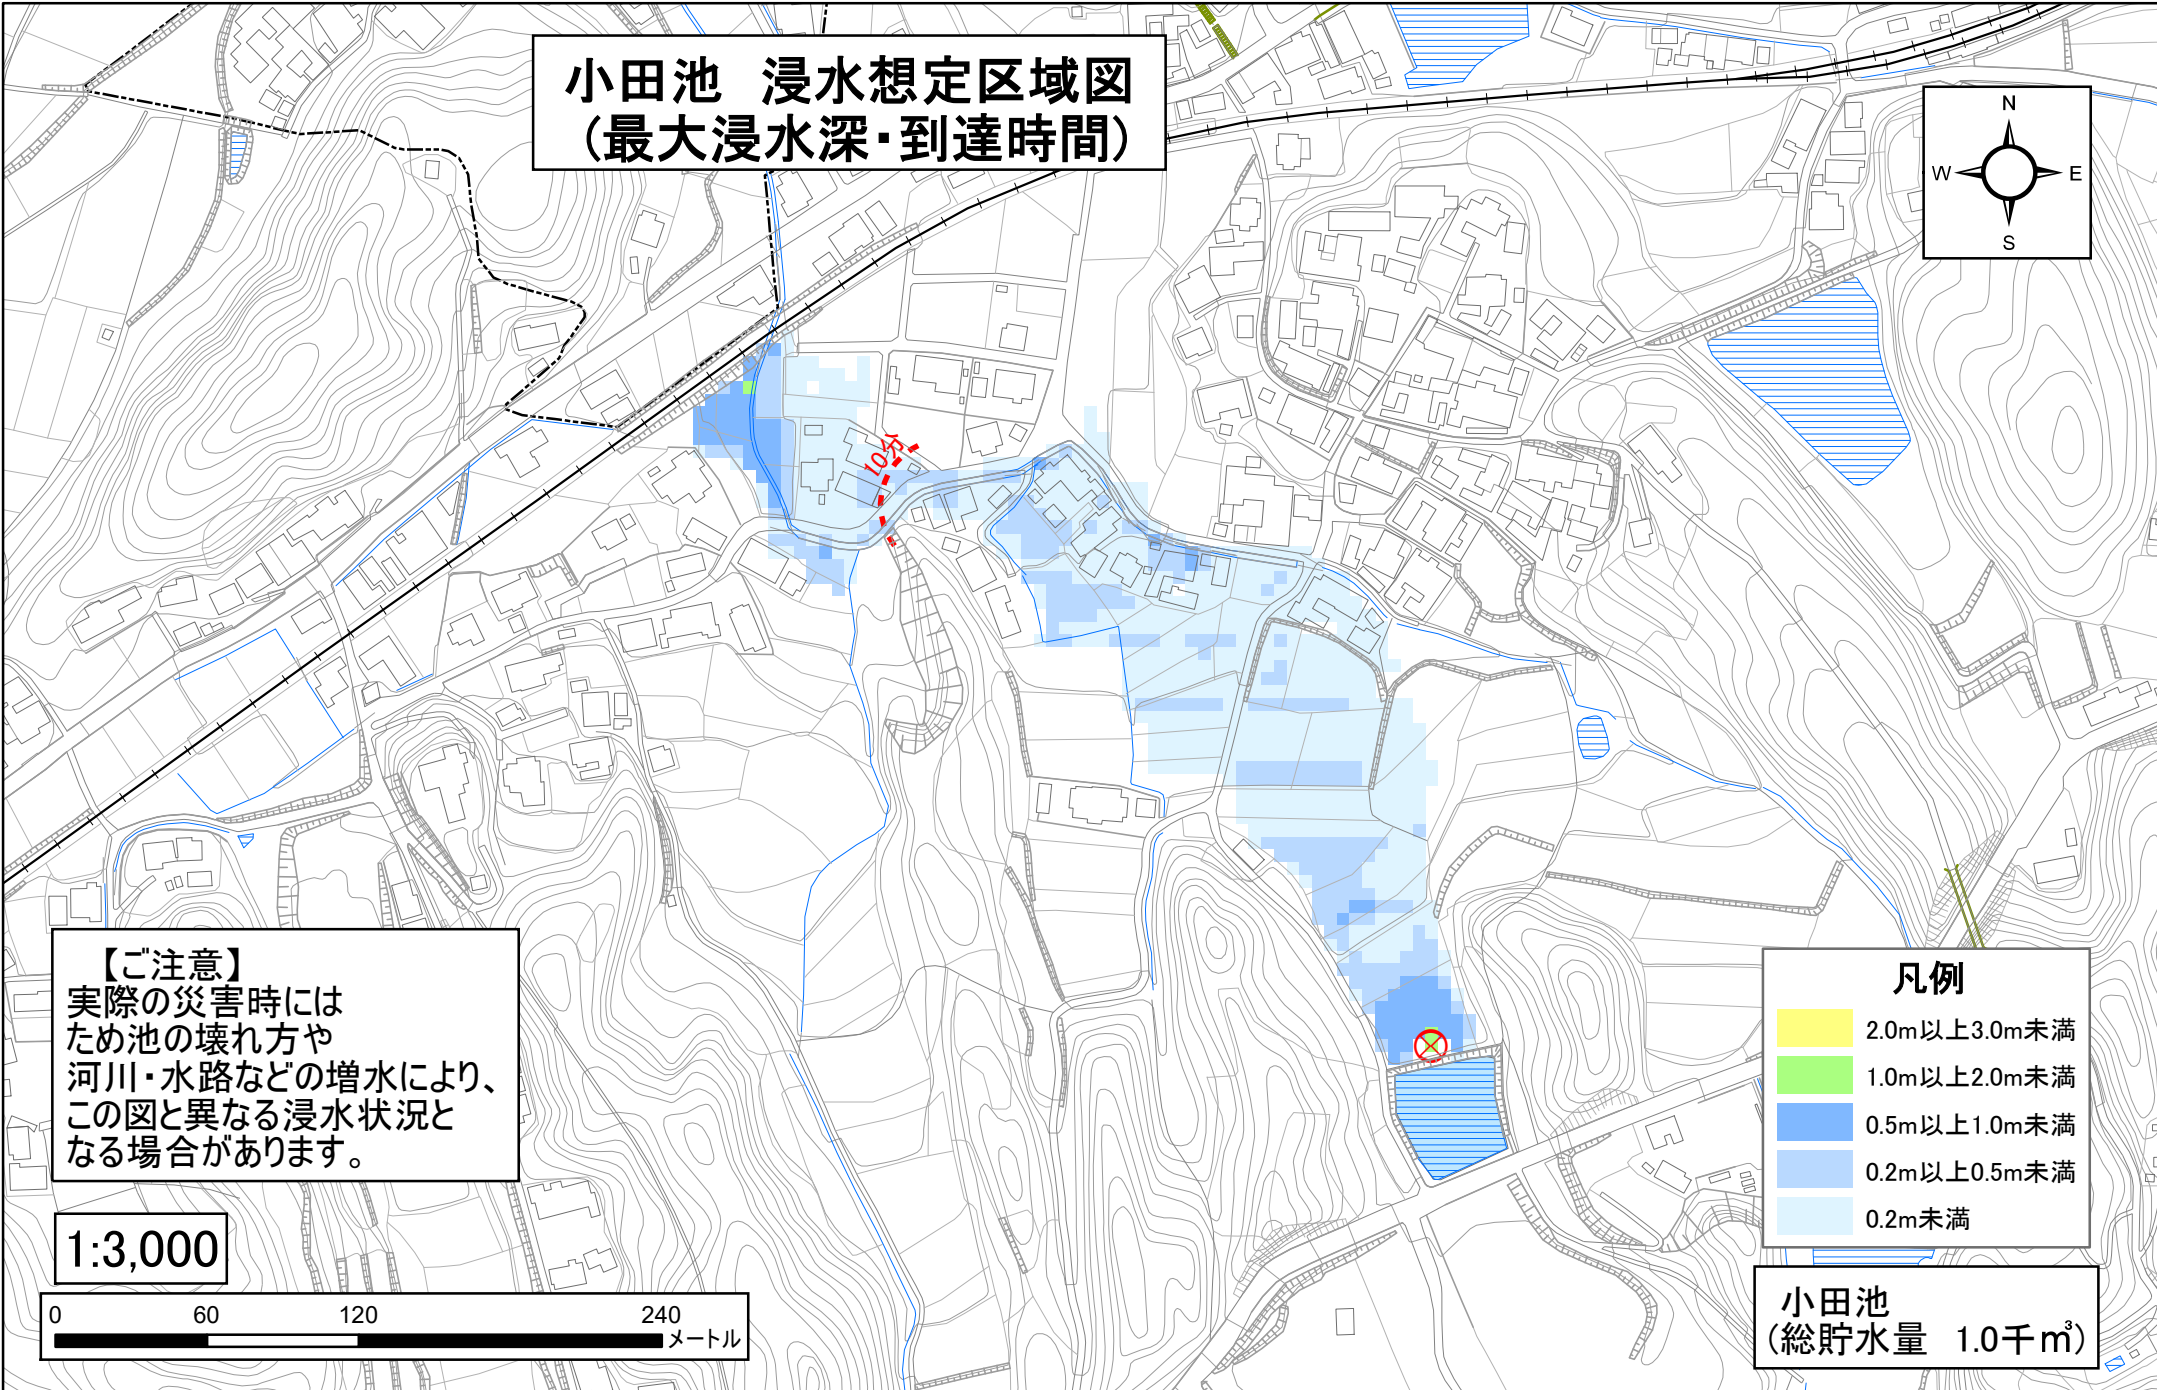 小田池　浸水想定区域図
（最大浸水深・到達時間）
N
W
E
S
10分
【ご注意】
実際の災害時には
ため池の壊れ方や
河川・水路などの増水により、
この図と異なる浸水状況と
なる場合があります。
凡例
2.0m以上3.0m未満
1.0m以上2.0m未満
0.5m以上1.0m未満
0.2m以上0.5m未満
0.2m未満
1:3,000
0 60 120 240
メートル
小田池
（総貯水量　1.0千㎥）